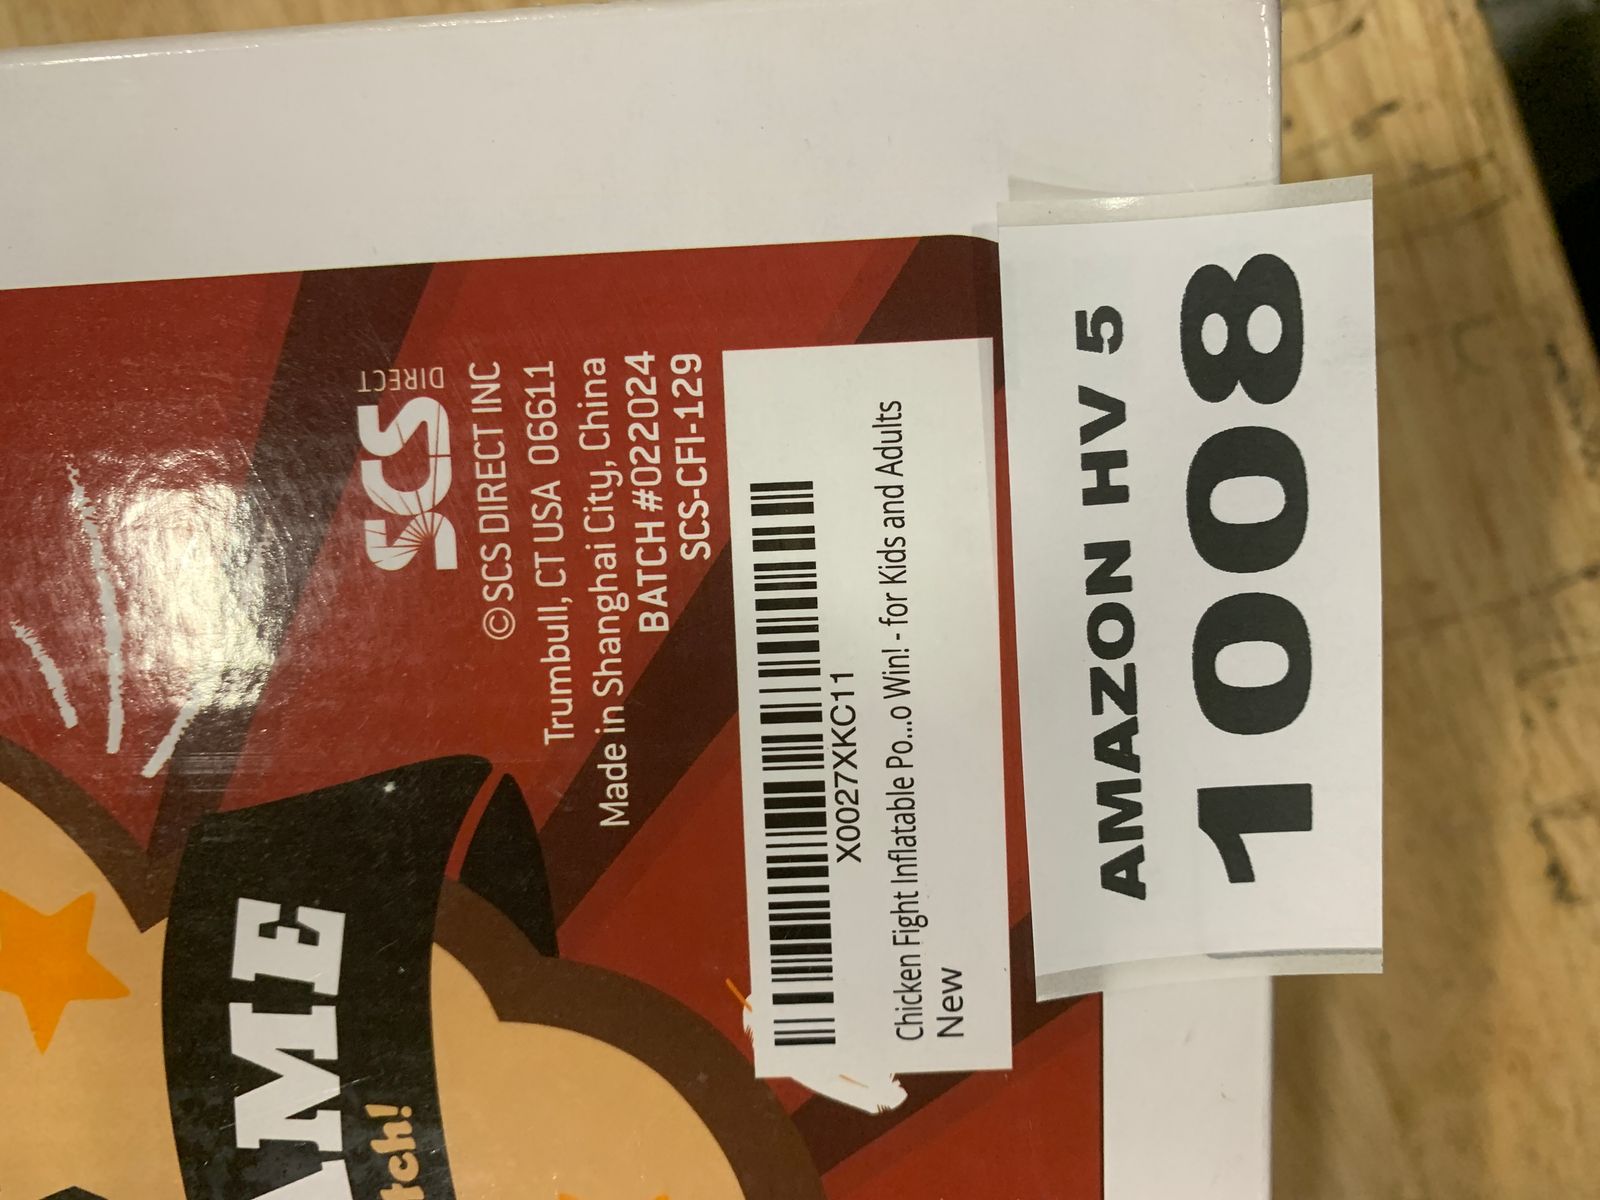 SCS
DIRECT
© SCS DIRECT INC
Trumbull, CT USA 06611
Made in Shanghai City, China
BATCH #022024
SCS-CFI-129
X0027XKC11
Chicken Fight Inflatable Po...o Win! - for Kids and Adults
New
AMAZON HV 5
1008